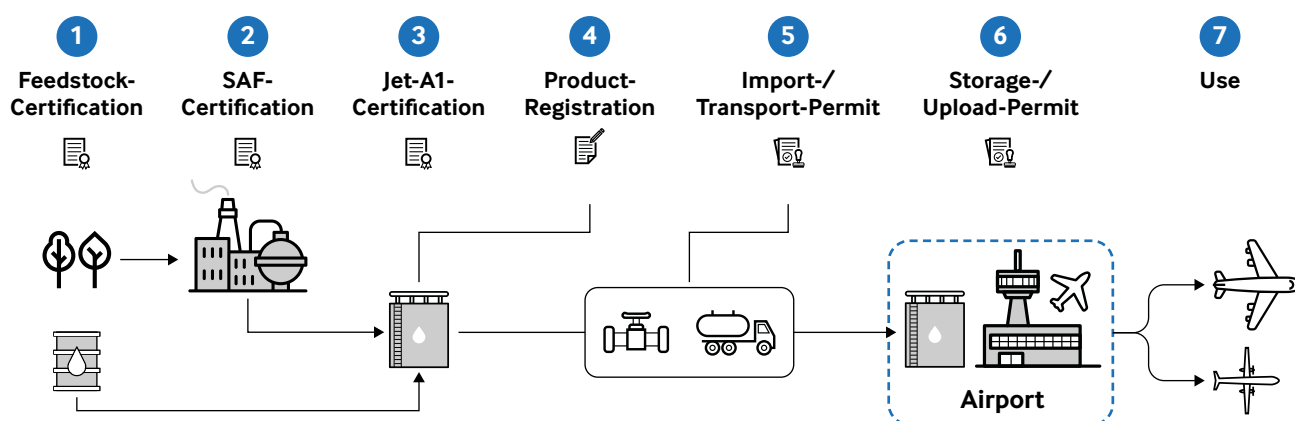 1
Feedstock-
Certification
2
SAF-
Certification
3
Jet-A1-
Certification
4
Product-
Registration
5
Import-/
Transport-Permit
6
Storage-/
Upload-Permit
7
Use
Airport